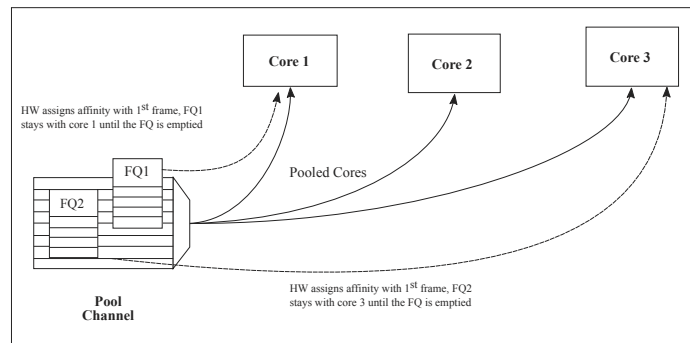 Core 1
Core 2
Core 3
HW assigns affinity with 1st frame, FQ1
stays with core 1 until the FQ is emptied
FQ1
Pooled Cores
FQ2
HW assigns affinity with 1st frame, FQ2
stays with core 3 until the FQ is emptied
Pool
Channel